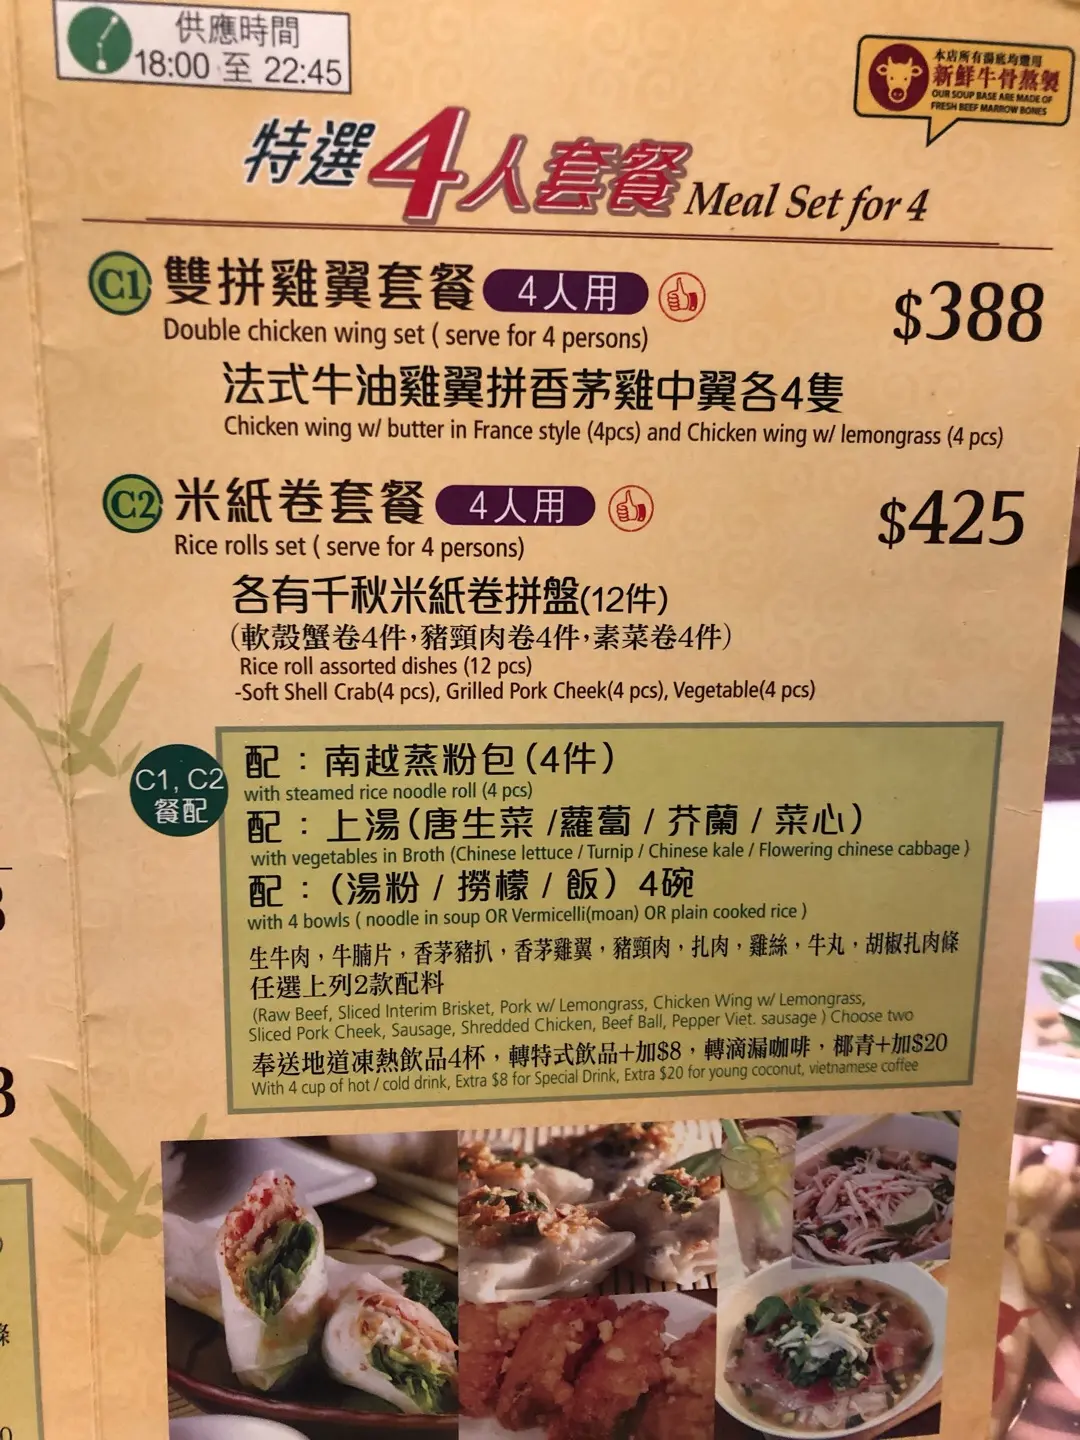 供應時間
18:00 至 22:45
本店所有湯底均選用
新鮮牛骨熬製
OUR SOUP BASE ARE MADE OF
FRESH BEEF MARROW BONES
特選4人套餐 Meal Set for 4
C1 雙拼雞翼套餐 4人用 $388
Double chicken wing set ( serve for 4 persons)
法式牛油雞翼拼香茅雞中翼各4隻
Chicken wing w/ butter in France style (4pcs) and Chicken wing w/ lemongrass (4 pcs)
C2 米紙卷套餐 4人用 $425
Rice rolls set ( serve for 4 persons)
各有千秋米紙卷拼盤(12件)
(軟殼蟹卷4件,豬頸肉卷4件,素菜卷4件)
Rice roll assorted dishes (12 pcs)
-Soft Shell Crab(4 pcs), Grilled Pork Cheek(4 pcs), Vegetable(4 pcs)
C1, C2
餐配
配：南越蒸粉包(4件)
with steamed rice noodle roll (4 pcs)
配：上湯(唐生菜 /蘿蔔 / 芥蘭 / 菜心)
with vegetables in Broth (Chinese lettuce / Turnip / Chinese kale / Flowering chinese cabbage )
配：(湯粉 / 撈檬 / 飯) 4碗
with 4 bowls ( noodle in soup OR Vermicelli(moan) OR plain cooked rice )
生牛肉，牛腩片，香茅豬扒，香茅雞翼，豬頸肉，扎肉，雞絲，牛丸，胡椒扎肉條
任選上列2款配料
(Raw Beef, Sliced Interim Brisket, Pork w/ Lemongrass, Chicken Wing w/ Lemongrass,
Sliced Pork Cheek, Sausage, Shredded Chicken, Beef Ball, Pepper Viet. sausage ) Choose two
奉送地道凍熱飲品4杯，轉特式飲品+加$8，轉滴漏咖啡，椰青+加$20
With 4 cup of hot / cold drink, Extra $8 for Special Drink, Extra $20 for young coconut, vietnamese coffee